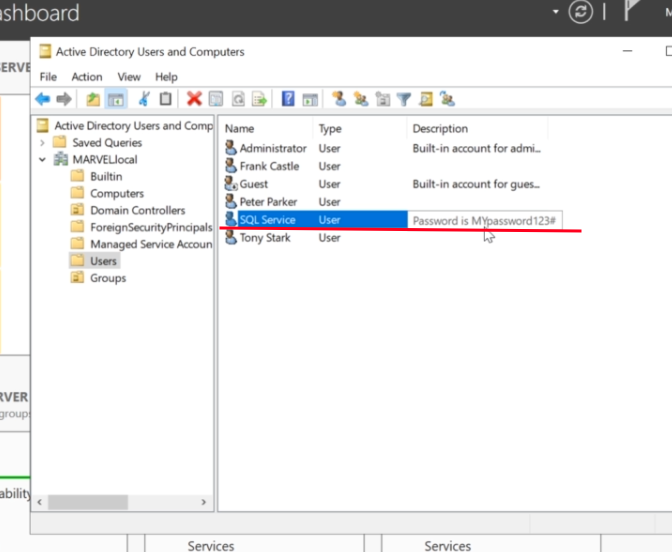 shboard
M
SERVE
Active Directory Users and Computers
File Action View Help
Active Directory Users and Comp
Saved Queries
MARVEL.local
Builtin
Computers
Domain Controllers
ForeignSecurityPrincipals
Managed Service Accoun
Users
Groups
Name Type Description
Administrator User Built-in account for admi...
Frank Castle User
Guest User Built-in account for gues...
Peter Parker User
SQL Service User Password is MYpassword123#
Tony Stark User
RVER
groups
ability
Services Services